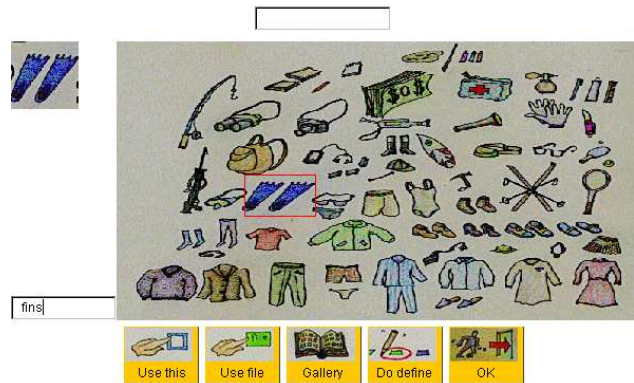 fins
Use this
Use file
Gallery
Do define
OK